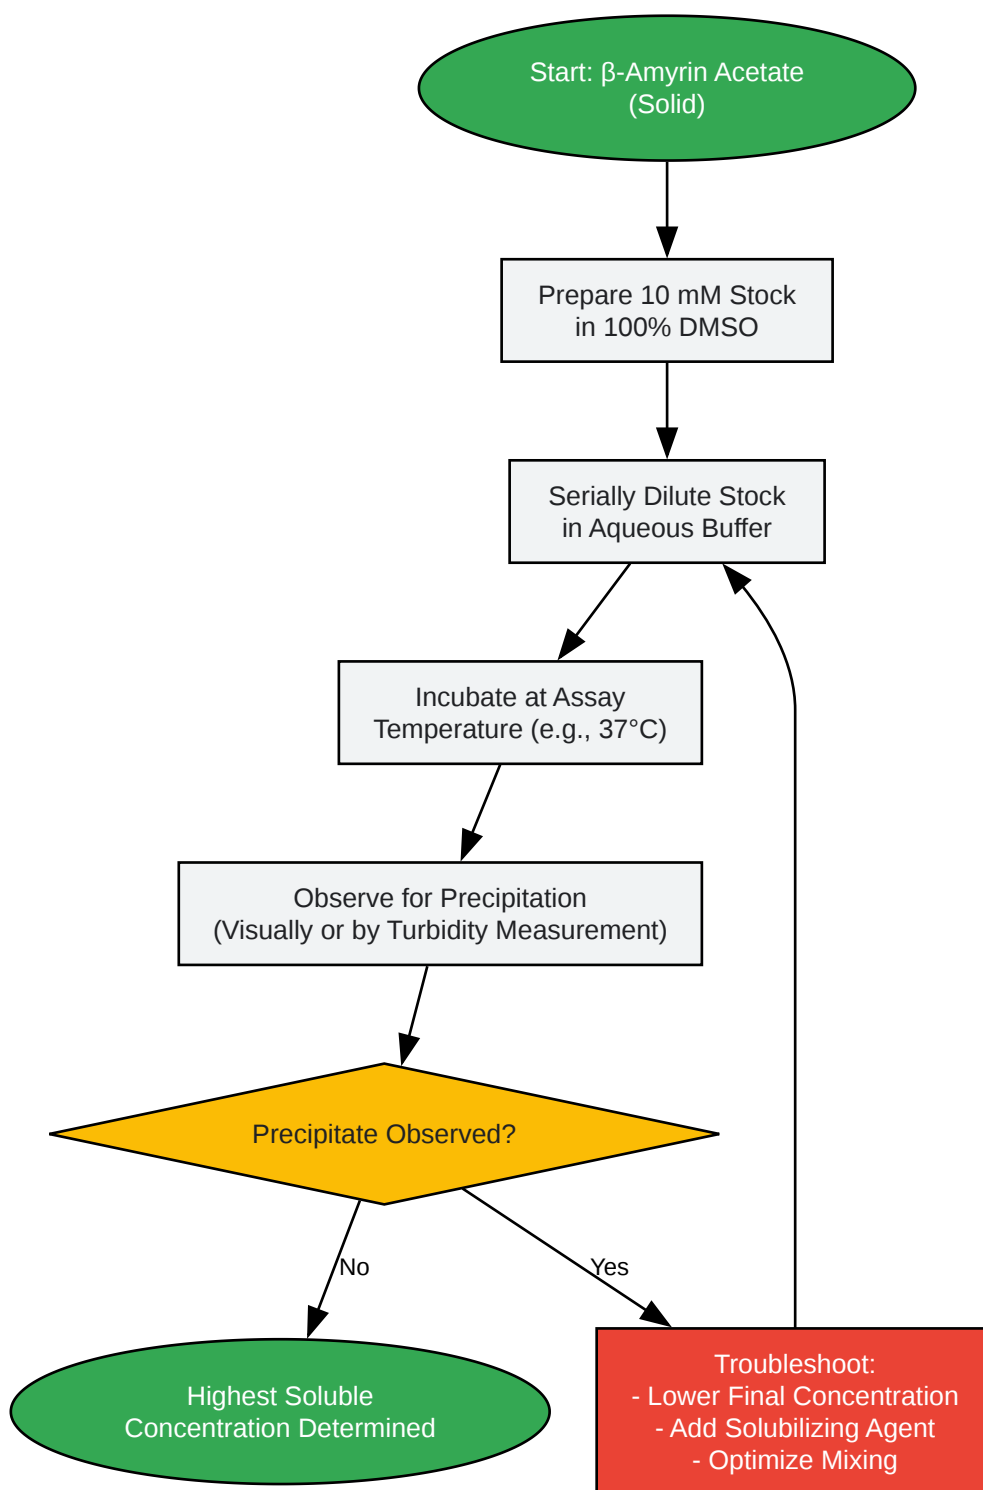 Start: β-Amyrin Acetate
(Solid)
Prepare 10 mM Stock
in 100% DMSO
Serially Dilute Stock
in Aqueous Buffer
Incubate at Assay
Temperature (e.g., 37°C)
Observe for Precipitation
(Visually or by Turbidity Measurement)
Precipitate Observed?
No
Yes
Highest Soluble
Concentration Determined
Troubleshoot:
- Lower Final Concentration
- Add Solubilizing Agent
- Optimize Mixing